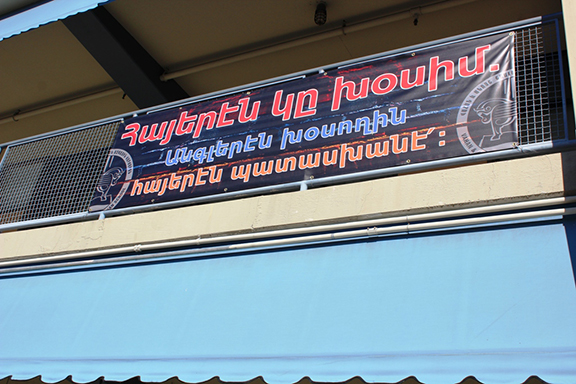 Հայերէն կը խօսիմ.
Անգլերէն խօսողին
հայերէն պատասխանէ՛: